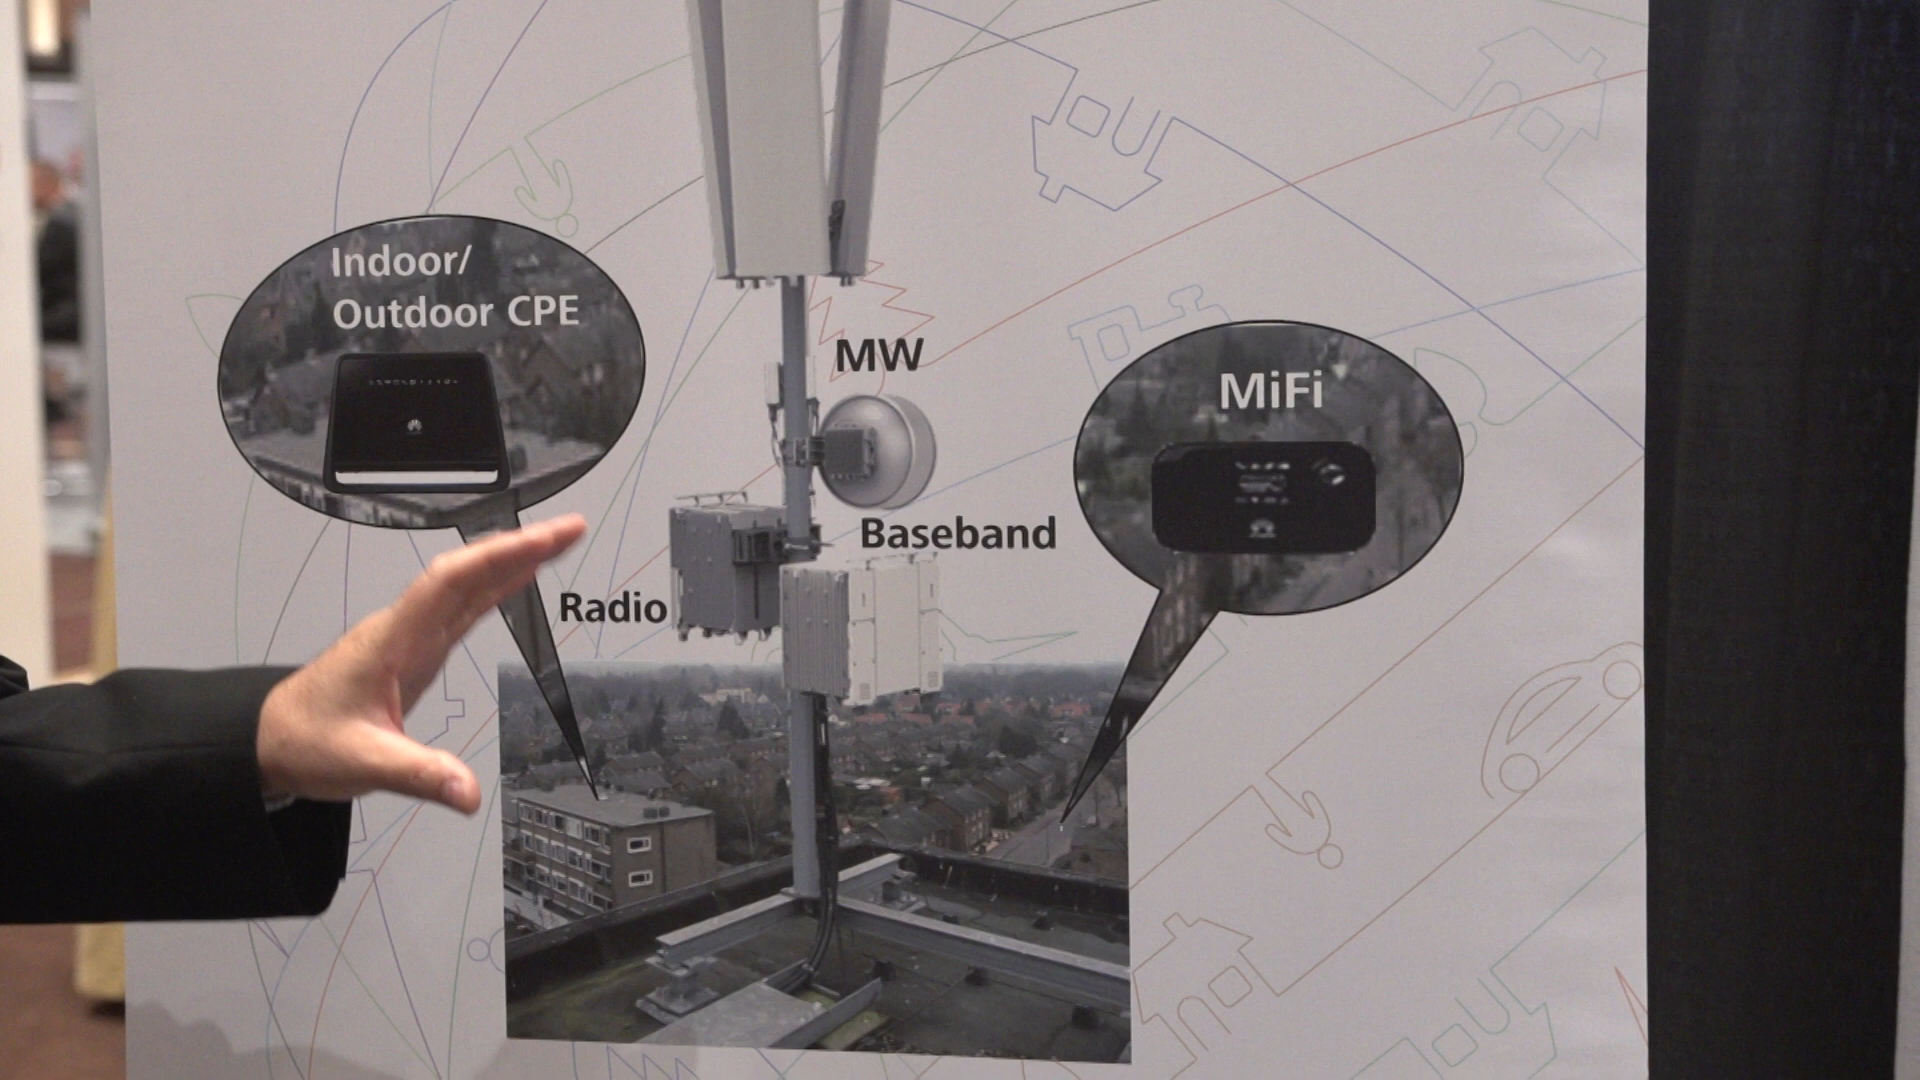 Indoor/
Outdoor CPE
MW
MiFi
Baseband
Radio